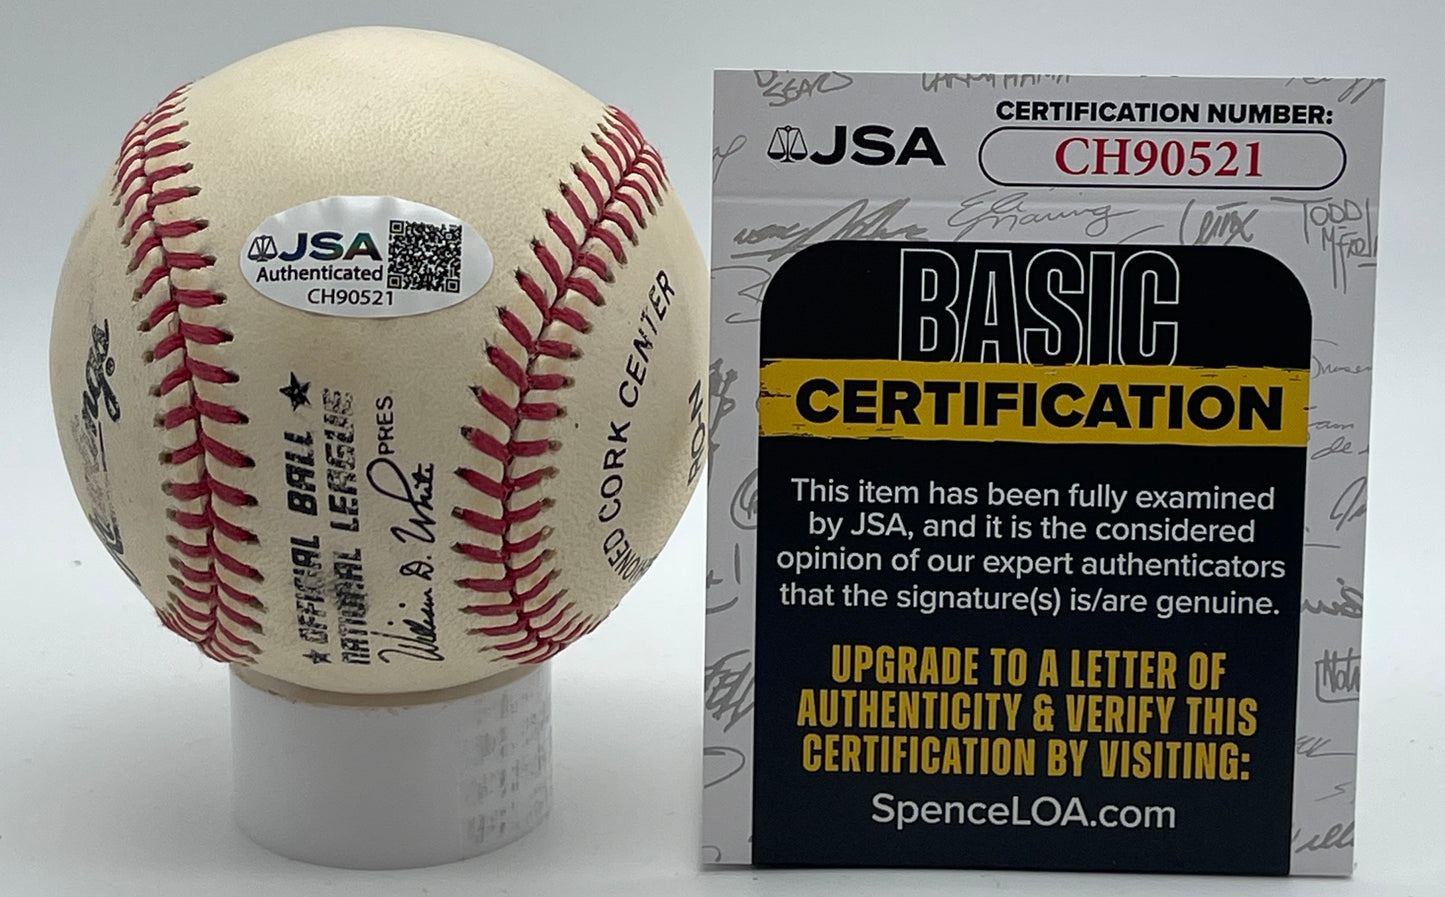 JSA
Authenticated
CH90521
★ OFFICIAL BALL ★
NATIONAL LEAGUE
William D. White
PRES
CORK CENTER
JSA
CERTIFICATION NUMBER:
CH90521
BASIC
CERTIFICATION
This item has been fully examined
by JSA, and it is the considered
opinion of our expert authenticators
that the signature(s) is/are genuine.
UPGRADE TO A LETTER OF
AUTHENTICITY & VERIFY THIS
CERTIFICATION BY VISITING:
SpenceLOA.com